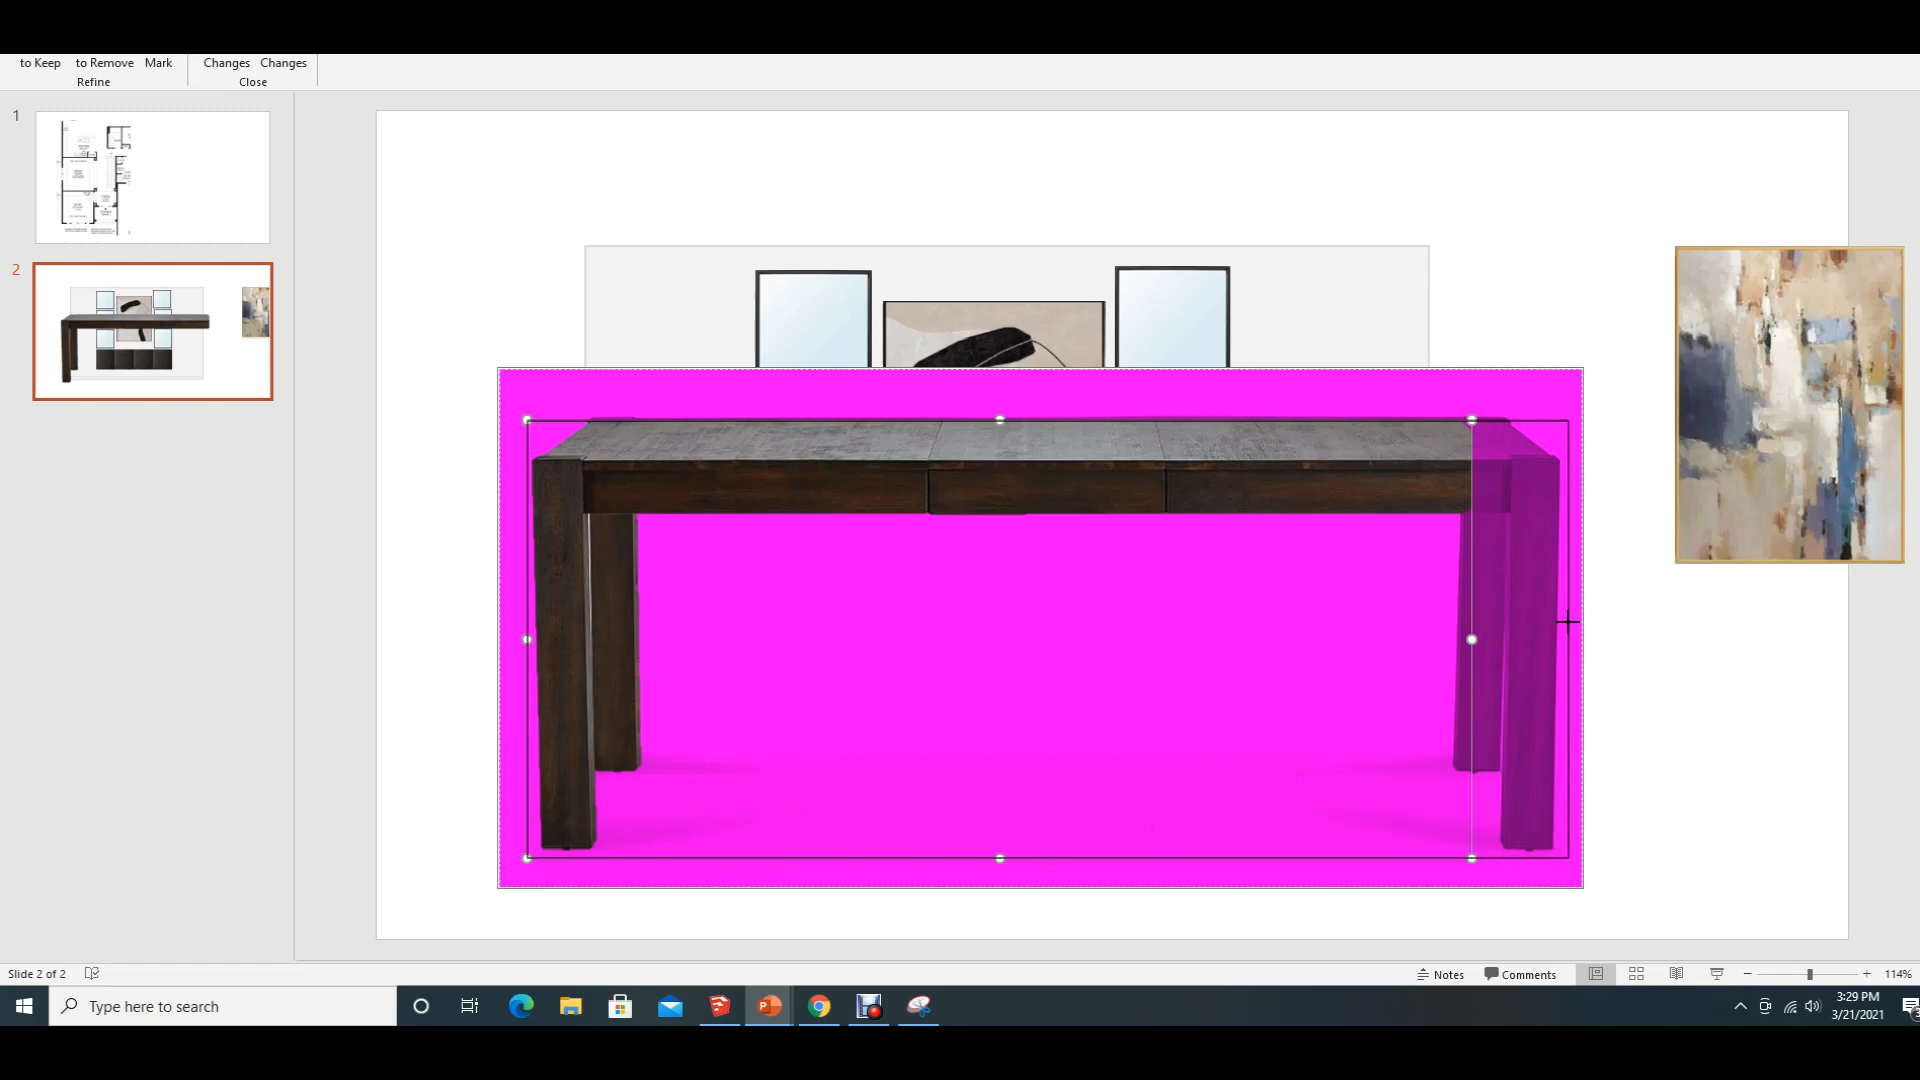 to Keep to Remove Mark Changes Changes
Refine Close
1
2
Slide 2 of 2 Notes Comments 114%
Type here to search 3:29 PM
3/21/2021